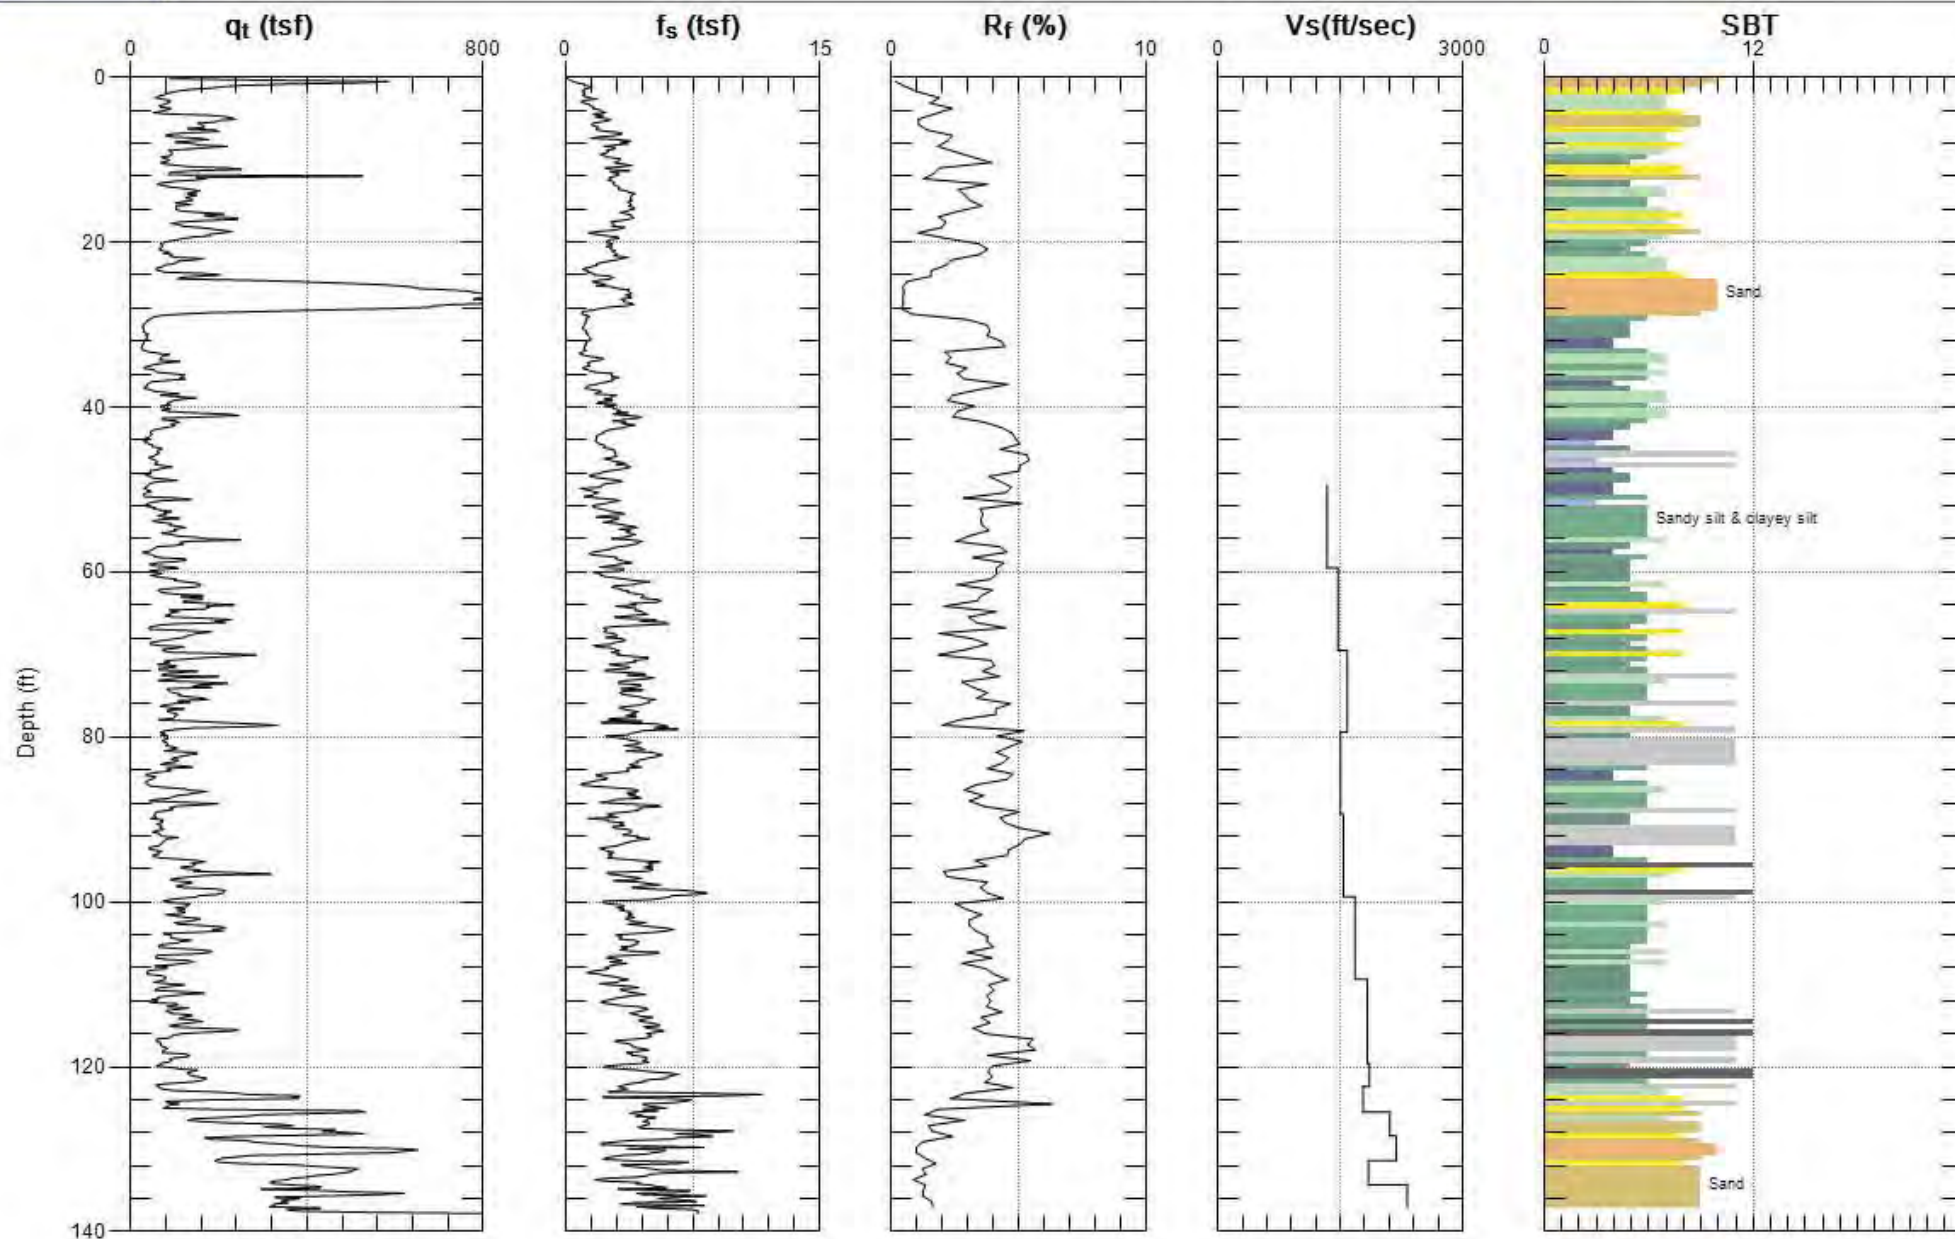 qt (tsf) fs (tsf) Rf (%) Vs(ft/sec) SBT
0 800 0 15 0 10 0 3000 0 12
0
20
Sand
40
Sandy silt & clayey silt
60
Depth (ft)
80
100
120
Sand
140